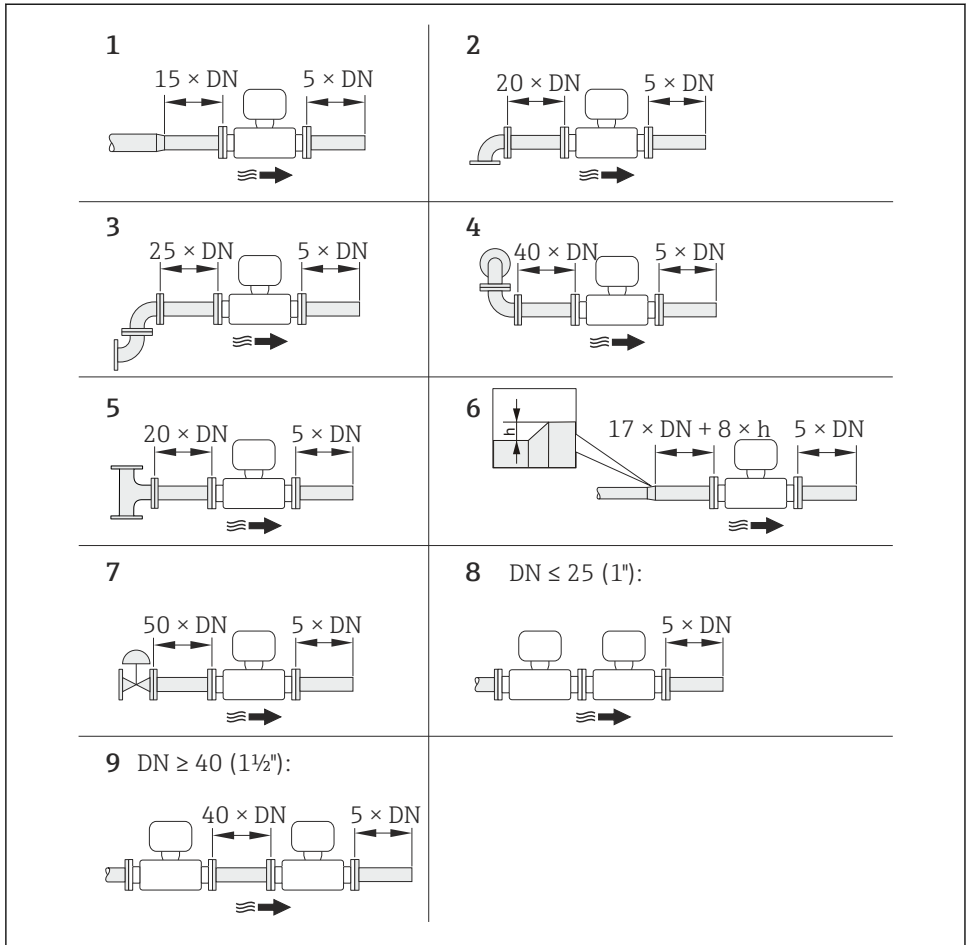 1
15 × DN 5 × DN
2
20 × DN 5 × DN
3
25 × DN 5 × DN
4
40 × DN 5 × DN
5
20 × DN 5 × DN
6
h
17 × DN + 8 × h 5 × DN
7
50 × DN 5 × DN
8 DN ≤ 25 (1"):
5 × DN
9 DN ≥ 40 (1½"):
40 × DN 5 × DN